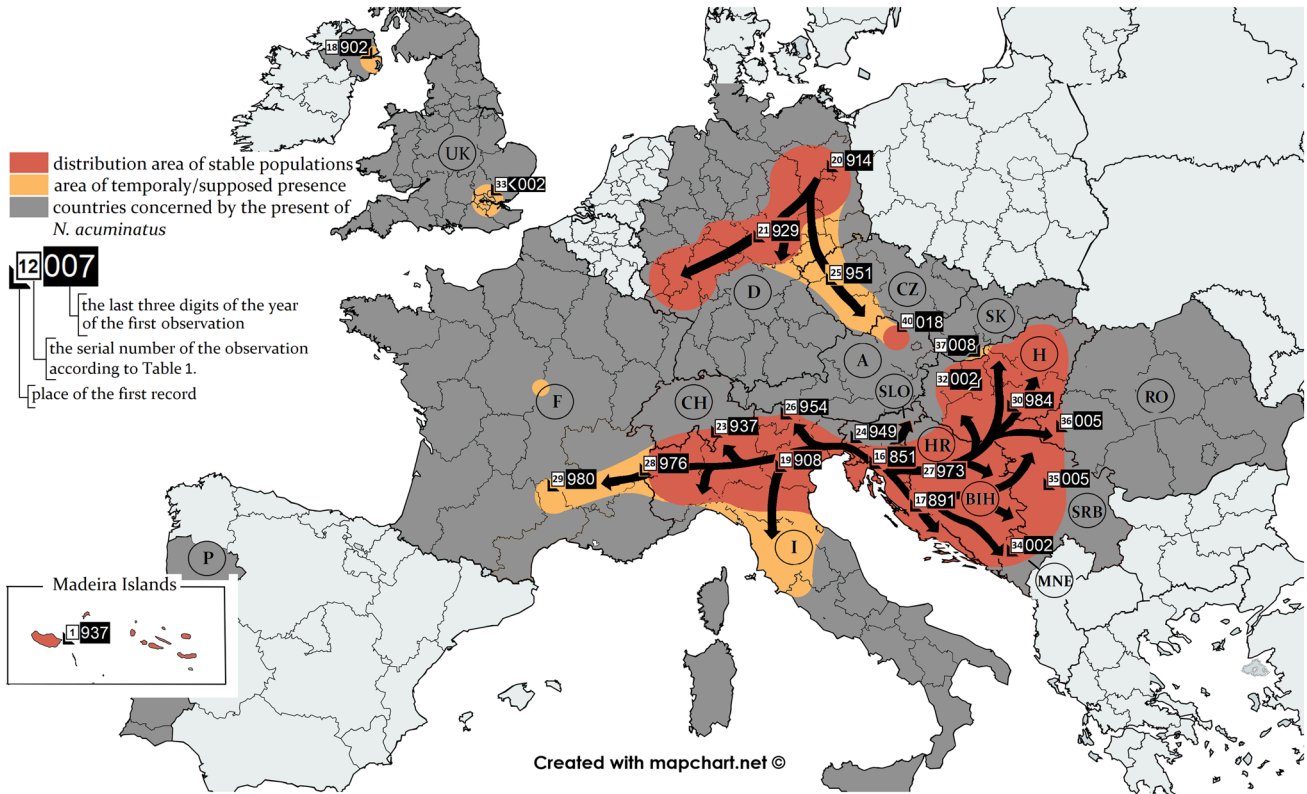 18 902
UK
33 <002
distribution area of stable populations
area of temporaly/supposed presence
countries concerned by the present of
N. acuminatus
12 007
the last three digits of the year
of the first observation
the serial number of the observation
according to Table 1.
place of the first record
20 914
21 929
25 951
D
CZ
40 018
SK
37 008
H
A
32 002
SLO
F
CH
26 954
30 984
RO
23 937
24 949
HR
36 005
28 976
19 908
16 851
27 973
29 980
17 891
BIH
35 005
SRB
I
34 002
MNE
P
Madeira Islands
1 937
Created with mapchart.net ©